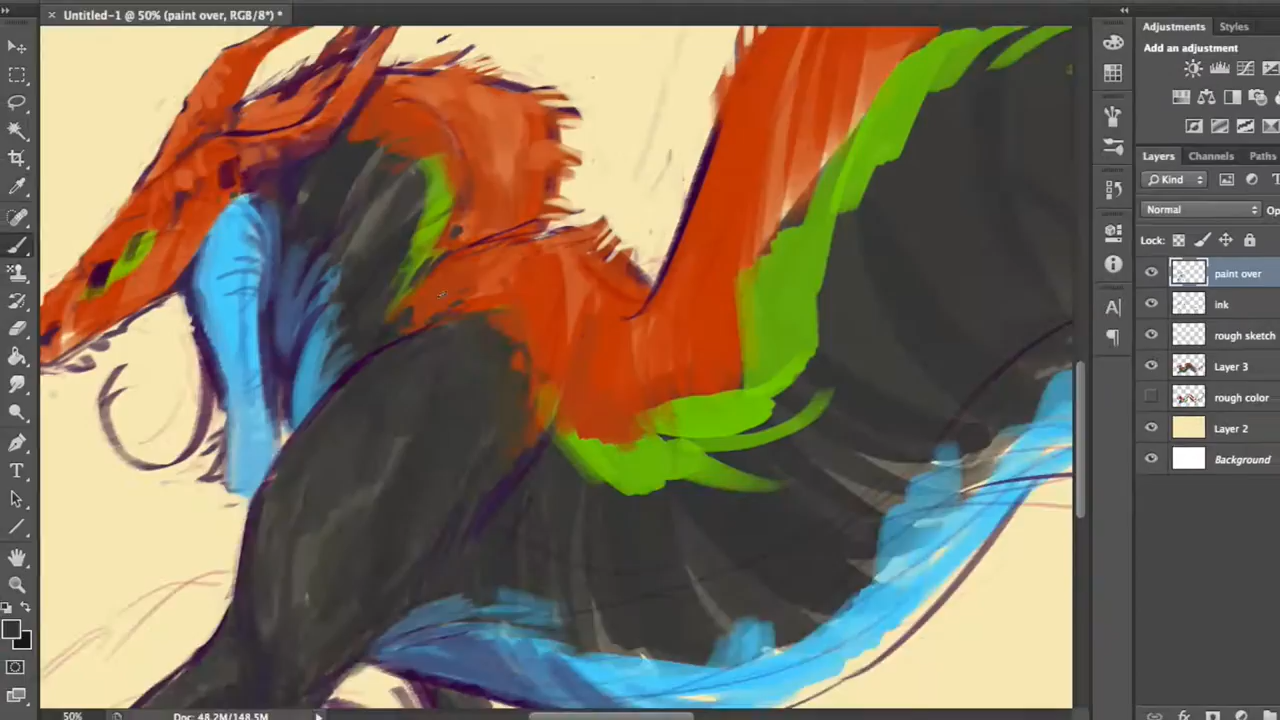 Untitled-1 @ 50% (paint over, RGB/8*) *
Adjustments Styles
Add an adjustment
Layers Channels Paths
Kind
Normal
Lock:
paint over
ink
rough sketch
Layer 3
rough color
Layer 2
Background
50% Doc: 48.2M/148.5M